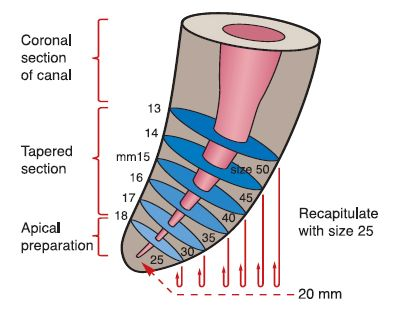 Coronal
section
of canal
13
14
mm15
16
17
18
Tapered
section
Apical
preparation
size 50
45
40
35
30
25
Recapitulate
with size 25
20 mm